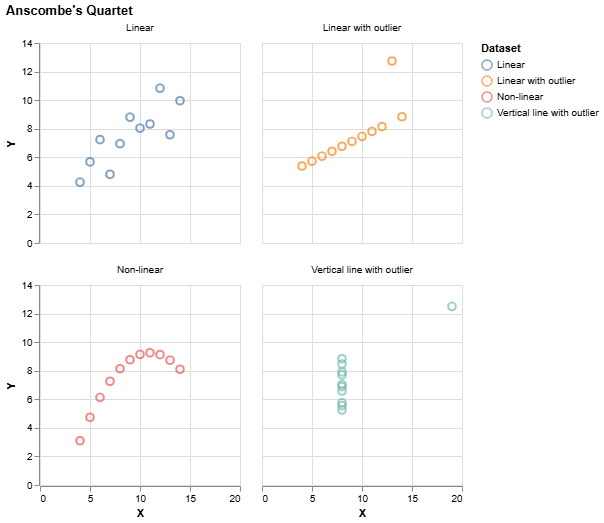 Anscombe's Quartet
Linear
Linear with outlier
14
12
10
8
6
4
2
0
Y
Dataset
Linear
Linear with outlier
Non-linear
Vertical line with outlier
Non-linear
Vertical line with outlier
14
12
10
8
6
4
2
0
Y
0 5 10 15 20
X
0 5 10 15 20
X